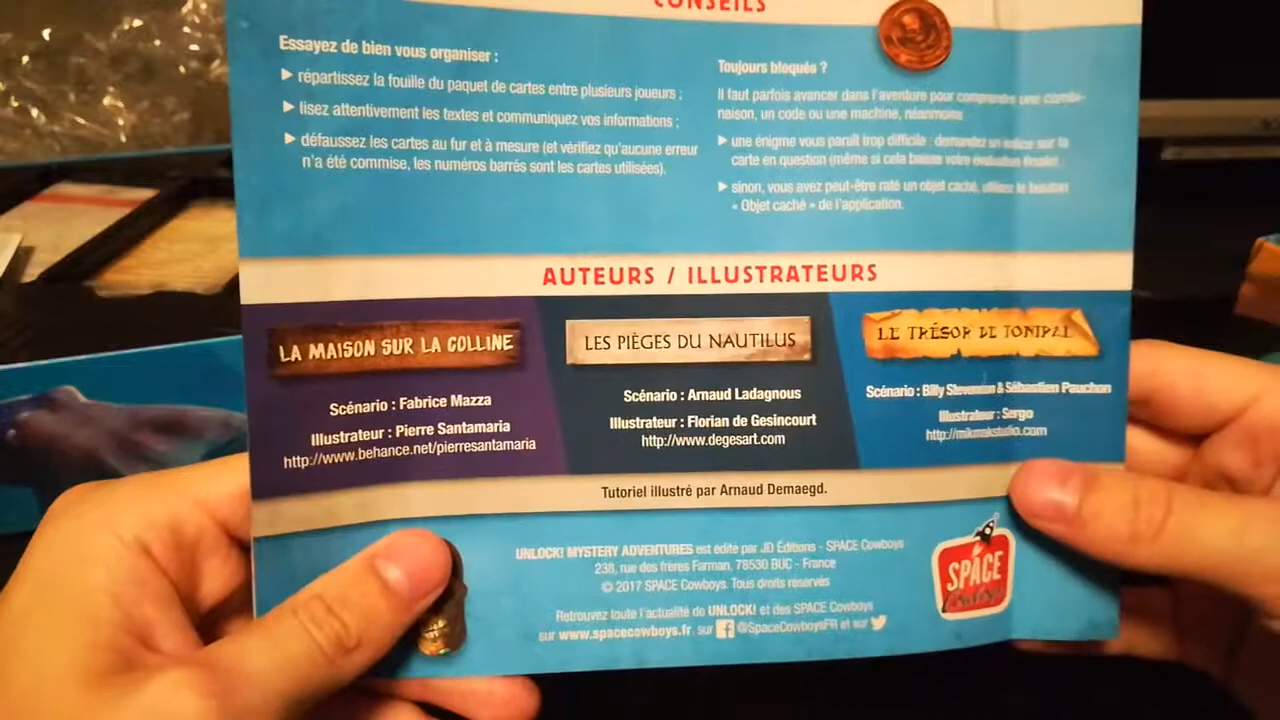 CONSEILS
Essayez de bien vous organiser :
► répartissez la fouille du paquet de cartes entre plusieurs joueurs ;
► lisez attentivement les textes et communiquez vos informations ;
► défaussez les cartes au fur et à mesure (et vérifiez qu'aucune erreur
n'a été commise, les numéros barrés sont les cartes utilisées).
Toujours bloqués ?
Il faut parfois avancer dans l'aventure pour comprendre une combi-
naison, un code ou une machine, néanmoins
► une énigme vous paraît trop difficile : demandez un indice sur la
carte en question (même si cela baisse votre évaluation finale)
► sinon, vous avez peut-être raté un objet caché, utilisez le bouton
« Objet caché » de l'application.
AUTEURS / ILLUSTRATEURS
LA MAISON SUR LA COLLINE
Scénario : Fabrice Mazza
Illustrateur : Pierre Santamaria
http://www.behance.net/pierresantamaria
LES PIÈGES DU NAUTILUS
Scénario : Arnaud Ladagnous
Illustrateur : Florian de Gesincourt
http://www.degesart.com
LE TRÉSOR DE TONIPAL
Scénario : Billy Stevenson & Sébastien Pauchon
Illustrateur : Sergo
http://mikmakstudio.com
Tutoriel illustré par Arnaud Demaegd.
UNLOCK! MYSTERY ADVENTURES est édité par JD Éditions - SPACE Cowboys
238, rue des frères Farman, 78530 BUC - France
© 2017 SPACE Cowboys. Tous droits réservés
Retrouvez toute l'actualité de UNLOCK! et des SPACE Cowboys
sur www.spacecowboys.fr sur @SpaceCowboysFR et sur
SPACE
Cowboys